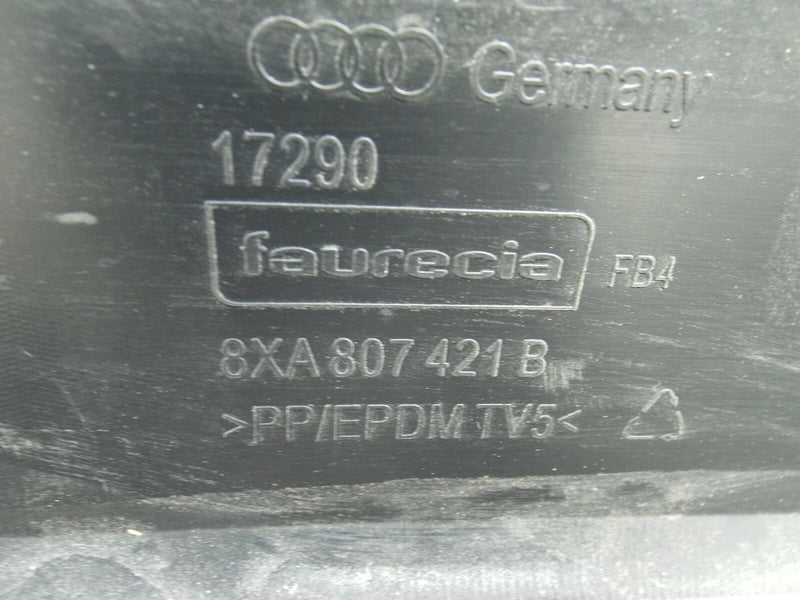 Germany
17290
faurecia
FB4
8XA 807 421 B
>PP/EPDM TV5<